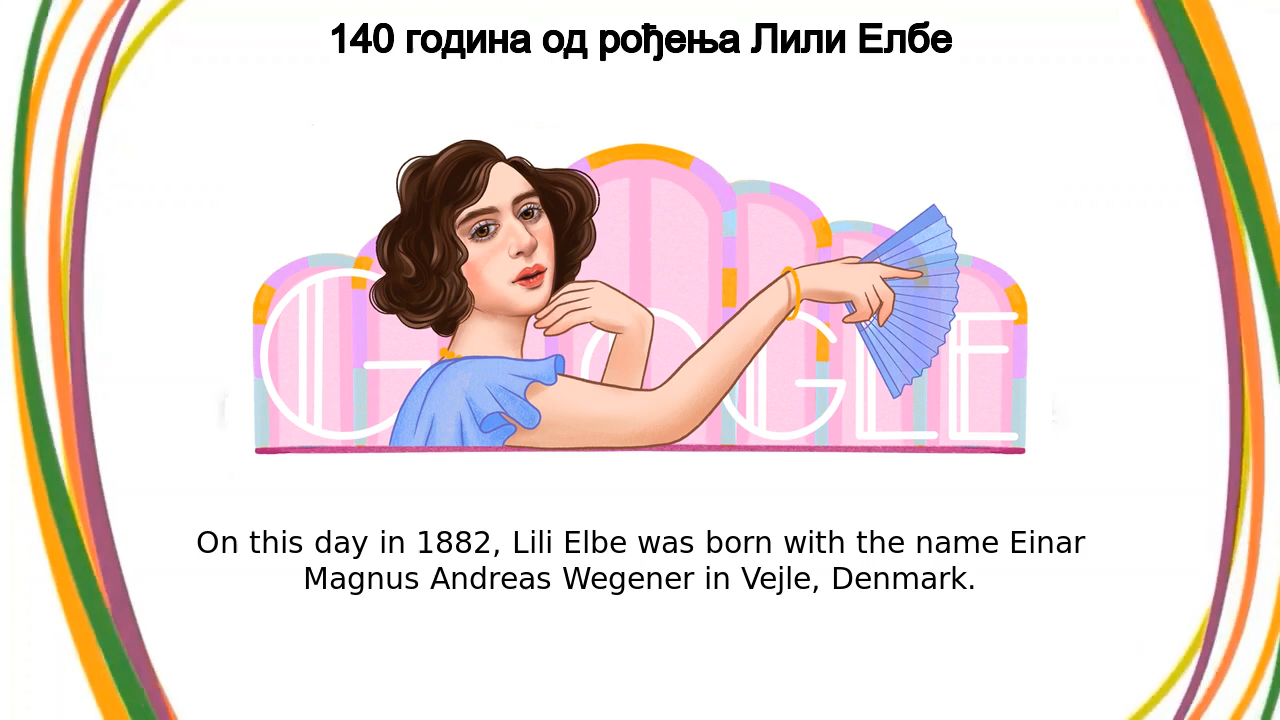 140 година од рођења Лили Елбе
GOOGLE
On this day in 1882, Lili Elbe was born with the name Einar
Magnus Andreas Wegener in Vejle, Denmark.